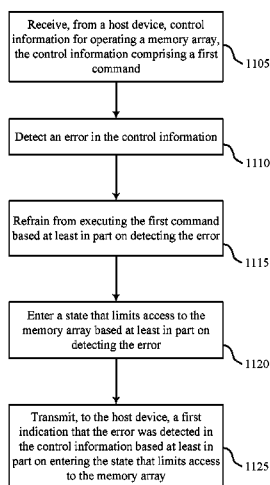 Receive, from a host device, control
information for operating a memory array,
the control information comprising a first
command
1105
Detect an error in the control information
1110
Refrain from executing the first command
based at least in part on detecting the error
1115
Enter a state that limits access to the
memory array based at least in part on
detecting the error
1120
Transmit, to the host device, a first
indication that the error was detected in
the control information based at least in
part on entering the state that limits access
to the memory array
1125